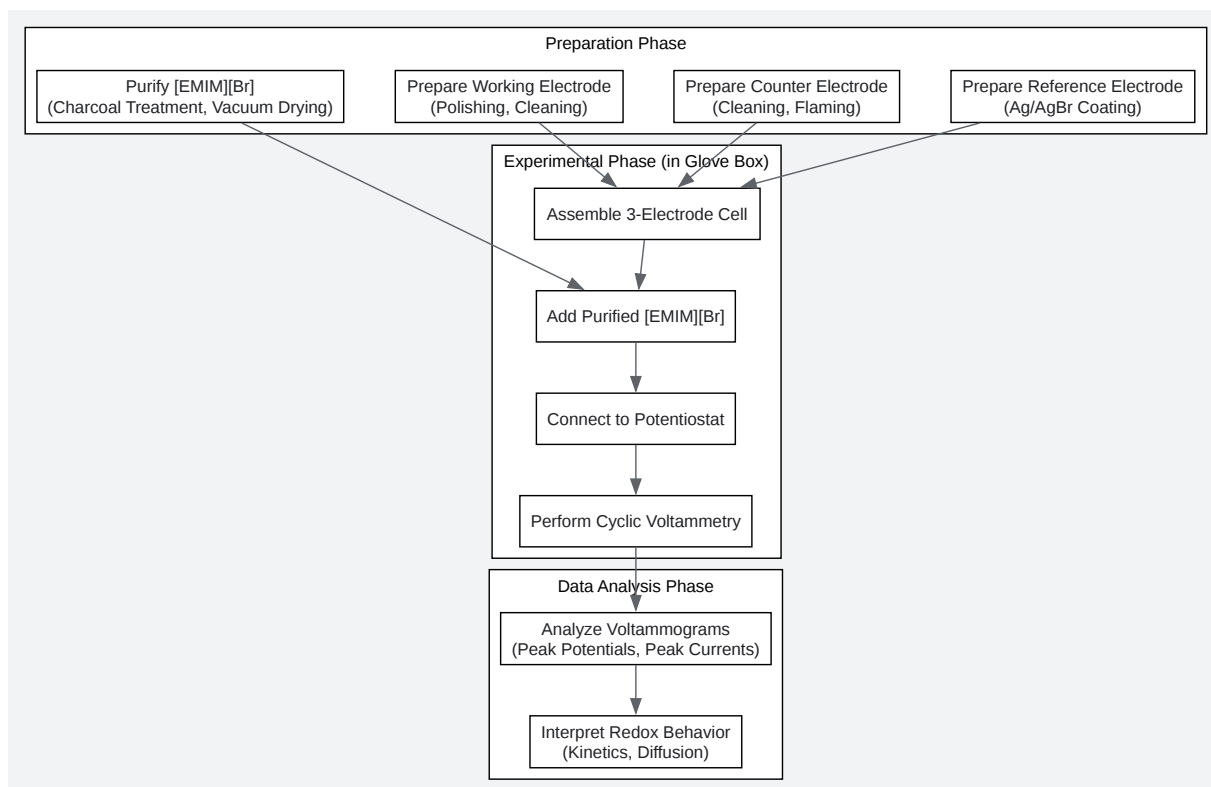 Preparation Phase
Purify [EMIM][Br]
(Charcoal Treatment, Vacuum Drying)
Prepare Working Electrode
(Polishing, Cleaning)
Prepare Counter Electrode
(Cleaning, Flaming)
Prepare Reference Electrode
(Ag/AgBr Coating)
Experimental Phase (in Glove Box)
Assemble 3-Electrode Cell
Add Purified [EMIM][Br]
Connect to Potentiostat
Perform Cyclic Voltammetry
Data Analysis Phase
Analyze Voltammograms
(Peak Potentials, Peak Currents)
Interpret Redox Behavior
(Kinetics, Diffusion)